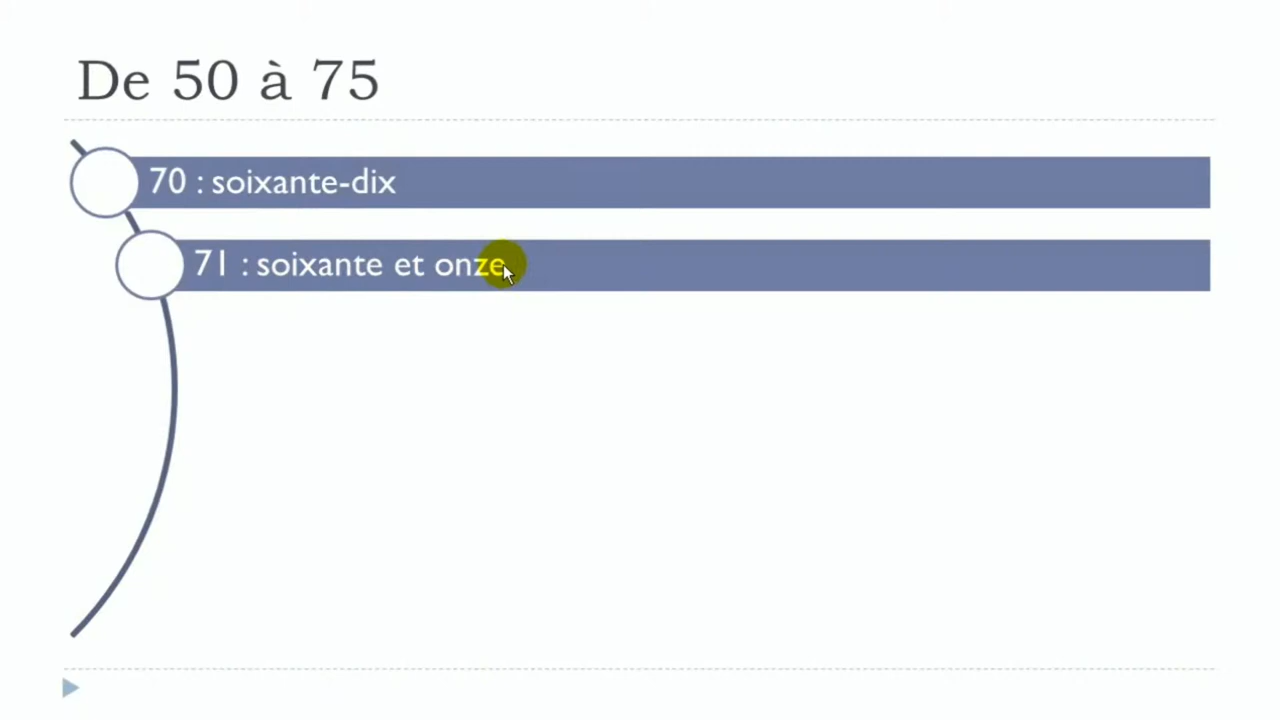 De 50 à 75
70 : soixante-dix
71 : soixante et onze